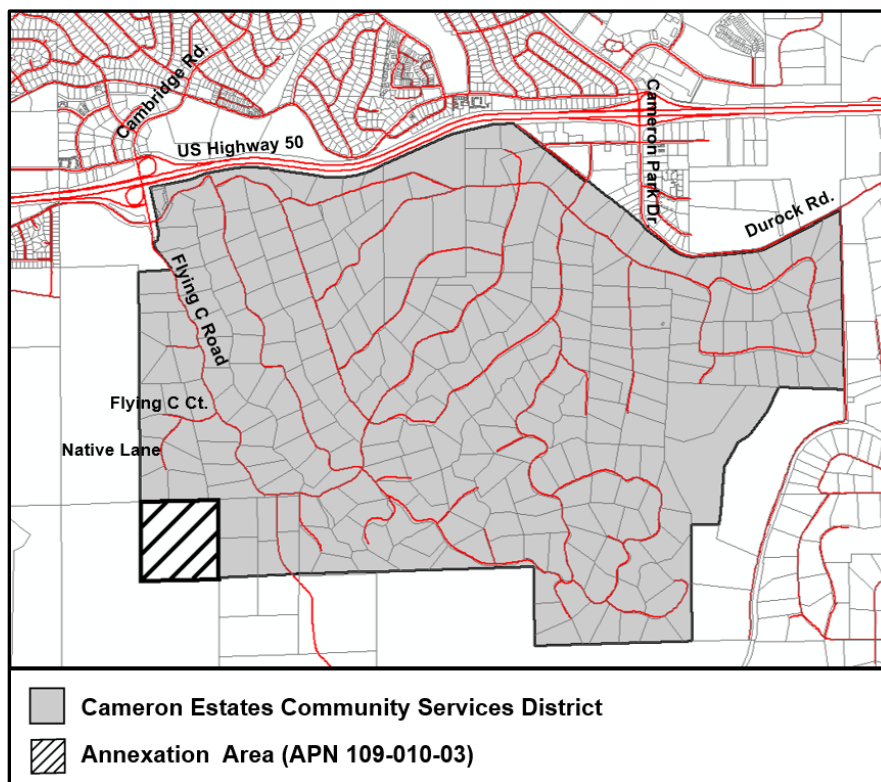 Cambridge Rd.
US Highway 50
Cameron Park Dr.
Durock Rd.
Flying C Road
Flying C Ct.
Native Lane
Cameron Estates Community Services District
Annexation Area (APN 109-010-03)